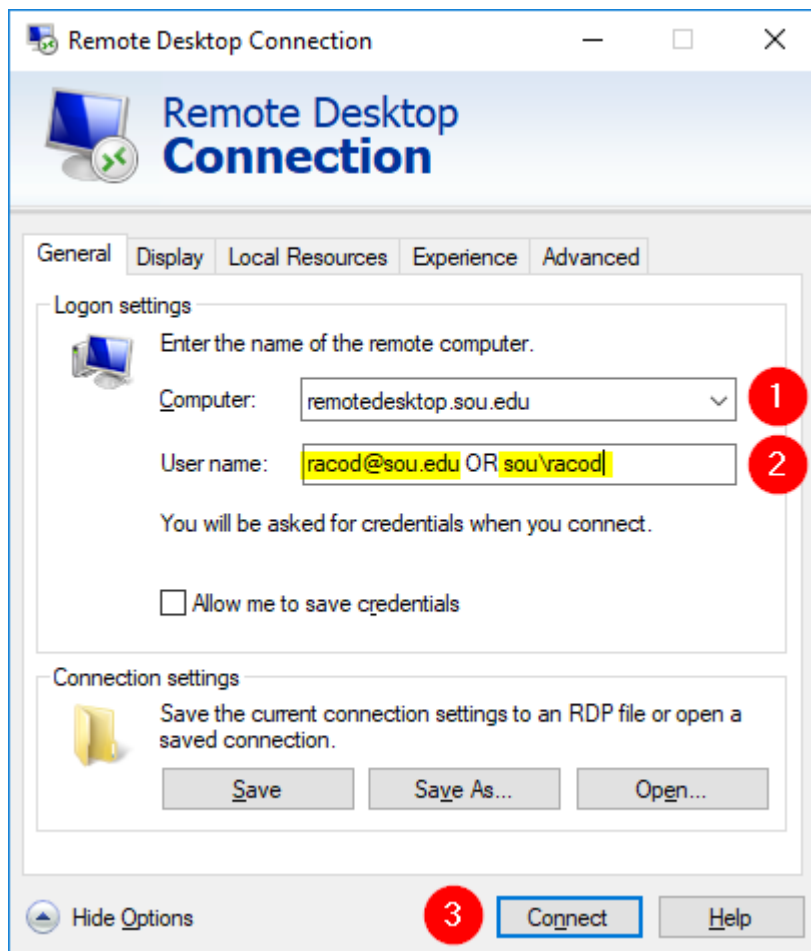 Remote Desktop Connection
Remote Desktop
Connection
General Display Local Resources Experience Advanced
Logon settings
Enter the name of the remote computer.
Computer: remotedesktop.sou.edu 1
User name: racod@sou.edu OR sou\racod 2
You will be asked for credentials when you connect.
Allow me to save credentials
Connection settings
Save the current connection settings to an RDP file or open a
saved connection.
Save Save As... Open...
Hide Options 3 Connect Help